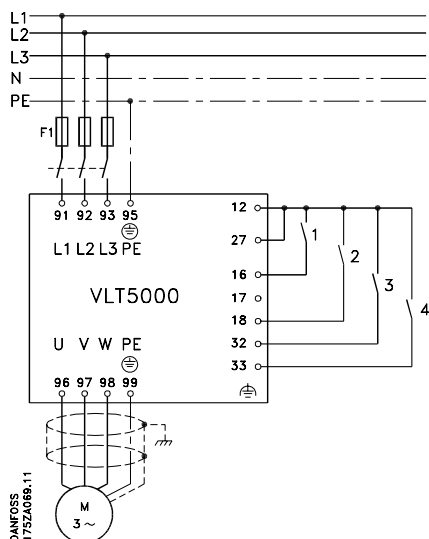 L1
L2
L3
N
PE
F1
91 92 93 95
L1 L2 L3 PE
VLT5000
U V W PE
96 97 98 99
12
27
16
17
18
32
33
1
2
3
4
M
3 ~
DANFOSS
175ZA069.11